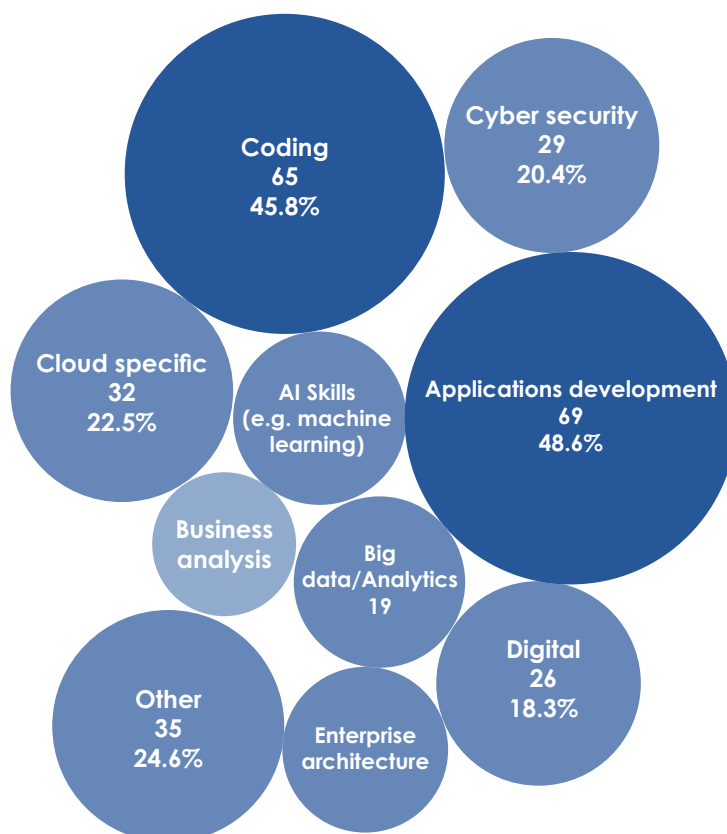 Coding
65
45.8%
Cyber security
29
20.4%
Cloud specific
32
22.5%
AI Skills
(e.g. machine
learning)
Applications development
69
48.6%
Business
analysis
Big
data/Analytics
19
Digital
26
18.3%
Other
35
24.6%
Enterprise
architecture